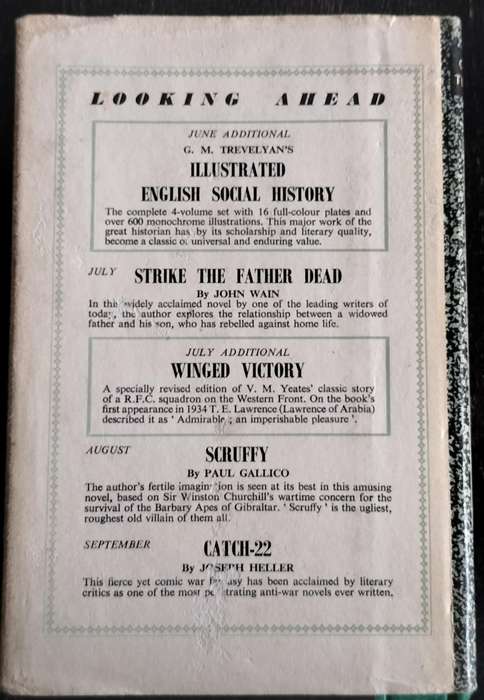 LOOKING AHEAD
JUNE ADDITIONAL
G. M. TREVELYAN'S
ILLUSTRATED
ENGLISH SOCIAL HISTORY
The complete 4-volume set with 16 full-colour plates and
over 600 monochrome illustrations. This major work of the
great historian has by its scholarship and literary quality,
become a classic of universal and enduring value.
JULY STRIKE THE FATHER DEAD
By JOHN WAIN
In this widely acclaimed novel by one of the leading writers of
today, the author explores the relationship between a widowed
father and his son, who has rebelled against home life.
JULY ADDITIONAL
WINGED VICTORY
A specially revised edition of V. M. Yeates' classic story
of a R.F.C. squadron on the Western Front. On the book's
first appearance in 1934 T. E. Lawrence (Lawrence of Arabia)
described it as ' Admirable ; an imperishable pleasure '.
AUGUST SCRUFFY
By PAUL GALLICO
The author's fertile imagination is seen at its best in this amusing
novel, based on Sir Winston Churchill's wartime concern for the
survival of the Barbary Apes of Gibraltar. ' Scruffy ' is the ugliest,
roughest old villain of them all.
SEPTEMBER CATCH-22
By JOSEPH HELLER
This fierce yet comic war fantasy has been acclaimed by literary
critics as one of the most penetrating anti-war novels ever written.